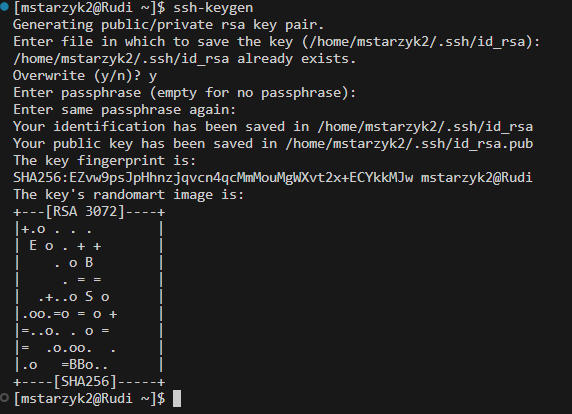 [mstarzyk2@Rudi ~]$ ssh-keygen
Generating public/private rsa key pair.
Enter file in which to save the key (/home/mstarzyk2/.ssh/id_rsa):
/home/mstarzyk2/.ssh/id_rsa already exists.
Overwrite (y/n)? y
Enter passphrase (empty for no passphrase):
Enter same passphrase again:
Your identification has been saved in /home/mstarzyk2/.ssh/id_rsa
Your public key has been saved in /home/mstarzyk2/.ssh/id_rsa.pub
The key fingerprint is:
SHA256:EZvw9psJpHhnzjqvcn4qcMmMouMgWXvt2x+ECYkkMJw mstarzyk2@Rudi
The key's randomart image is:
+---[RSA 3072]----+
|+.o . . .        |
| E o . + +       |
|     . o B       |
|      . = =      |
|  .+..o S o      |
|.oo.=o = o +     |
|=..o. . o =      |
|=  .o.oo.  .     |
|.o   =BBo..      |
+----[SHA256]-----+
[mstarzyk2@Rudi ~]$